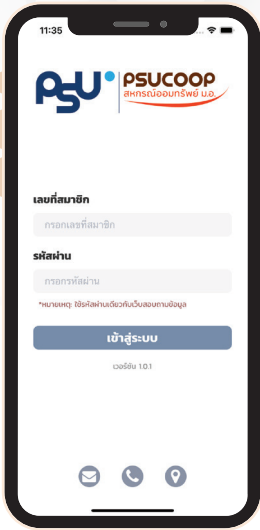 11:35
PSU
PSUCOOP
สหกรณ์ออมทรัพย์ ม.อ.
เลขที่สมาชิก
กรอกเลขที่สมาชิก
รหัสผ่าน
กรอกรหัสผ่าน
*หมายเหตุ: ใช้รหัสผ่านเดียวกับเว็บสอบถามข้อมูล
เข้าสู่ระบบ
เวอร์ชัน 1.0.1